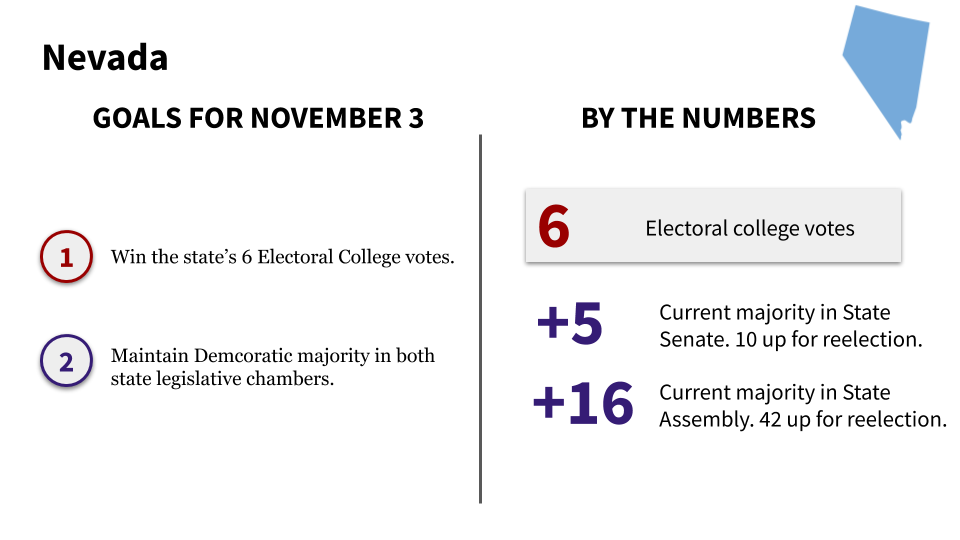 Nevada
GOALS FOR NOVEMBER 3
1
Win the state’s 6 Electoral College votes.
2
Maintain Demcoratic majority in both
state legislative chambers.
BY THE NUMBERS
6
Electoral college votes
+5
Current majority in State
Senate. 10 up for reelection.
+16
Current majority in State
Assembly. 42 up for reelection.